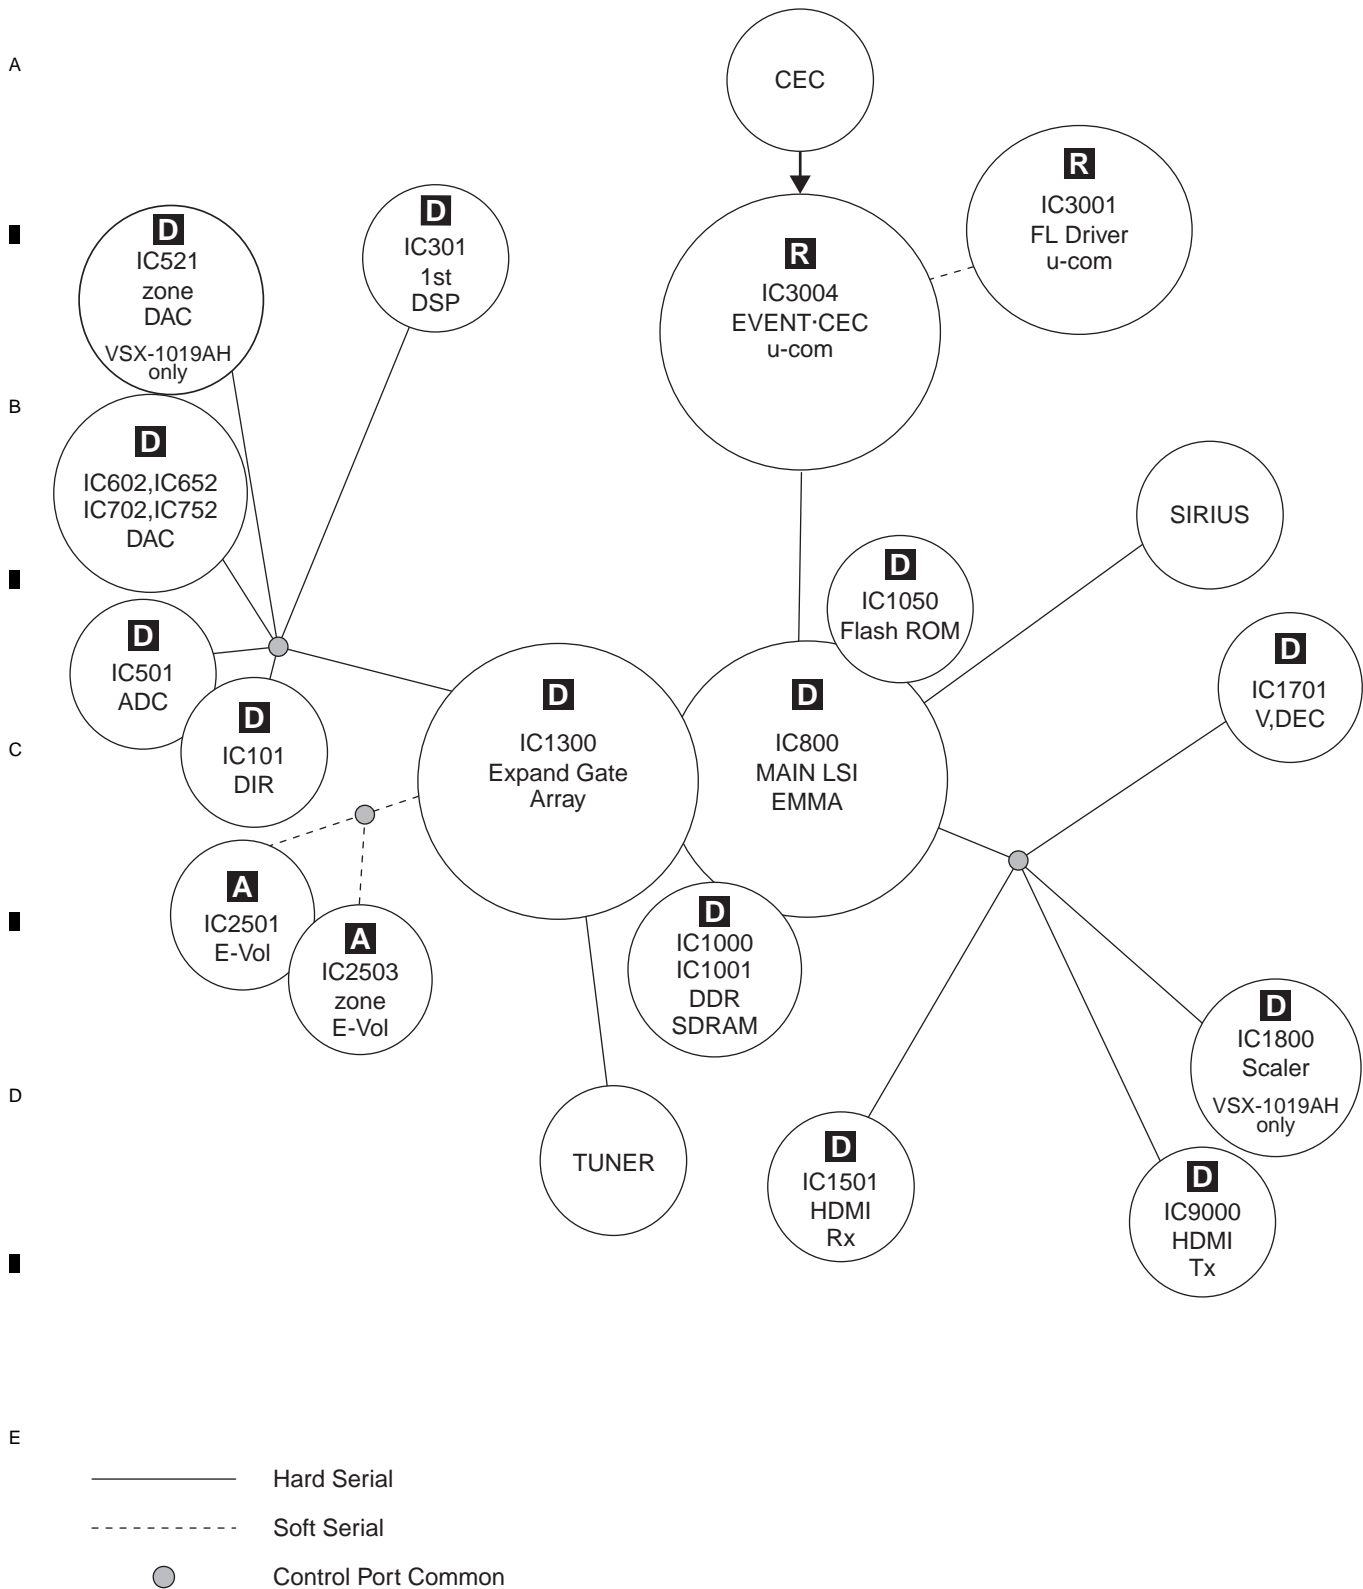 A
CEC
R
IC3001
FL Driver
u-com
D
IC521
zone
DAC
VSX-1019AH
only
D
IC301
1st
DSP
R
IC3004
EVENT·CEC
u-com
B
D
IC602,IC652
IC702,IC752
DAC
SIRIUS
D
IC1050
Flash ROM
D
IC501
ADC
D
IC1701
V,DEC
C
D
IC101
DIR
D
IC1300
Expand Gate
Array
D
IC800
MAIN LSI
EMMA
A
IC2501
E-Vol
A
IC2503
zone
E-Vol
D
IC1000
IC1001
DDR
SDRAM
D
IC1800
Scaler
VSX-1019AH
only
D
TUNER
D
IC1501
HDMI
Rx
D
IC9000
HDMI
Tx
E
Hard Serial
Soft Serial
Control Port Common